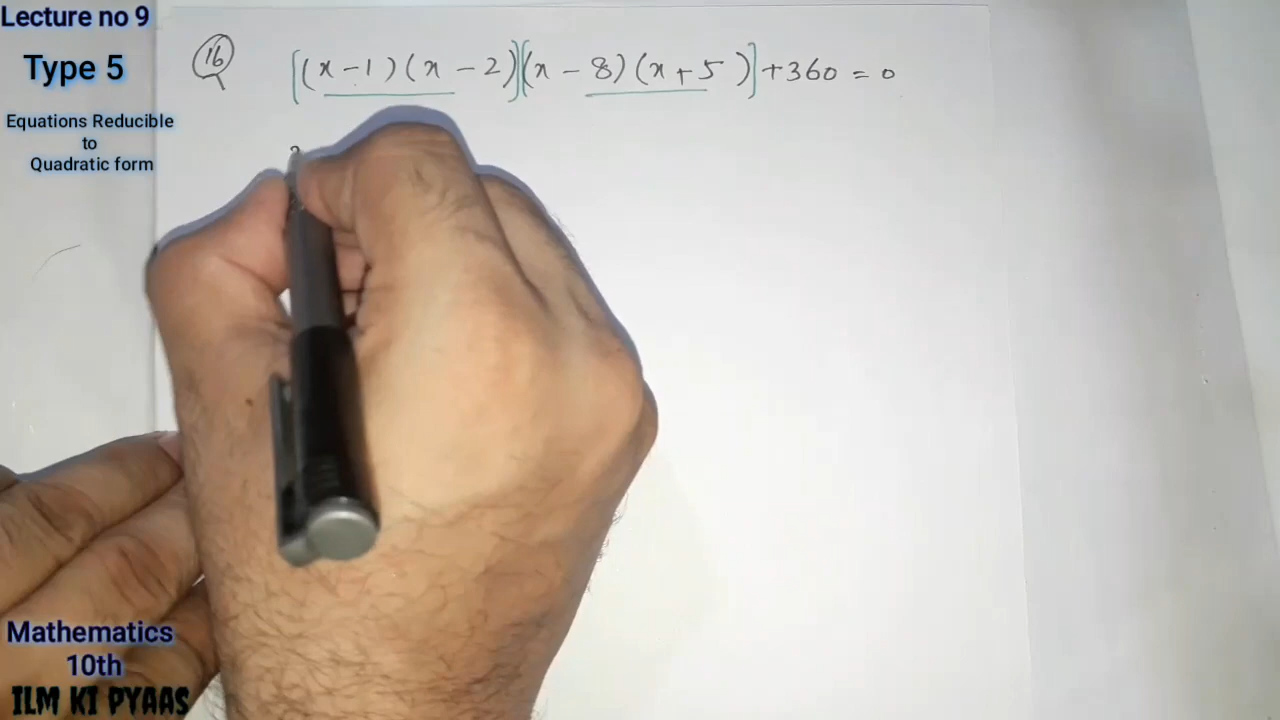 Lecture no 9
Type 5
Equations Reducible
to
Quadratic form
16 [(x-1)(x-2)][(x-8)(x+5)]+360=0
Mathematics
10th
ILM KI PYAAS